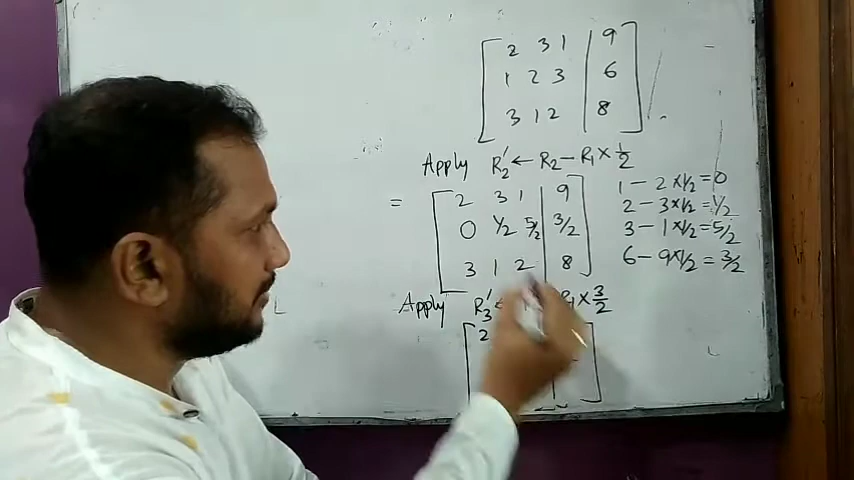 2 3 1 | 9
1 2 3 | 6
3 1 2 | 8
Apply R₂' ← R₂ - R₁ × 1/2
= 2 3 1 | 9
0 1/2 5/2 | 3/2
3 1 2 | 8
1 - 2 × 1/2 = 0
2 - 3 × 1/2 = 1/2
3 - 1 × 1/2 = 5/2
6 - 9 × 1/2 = 3/2
Apply R₃' ← R₁ × 3/2
2